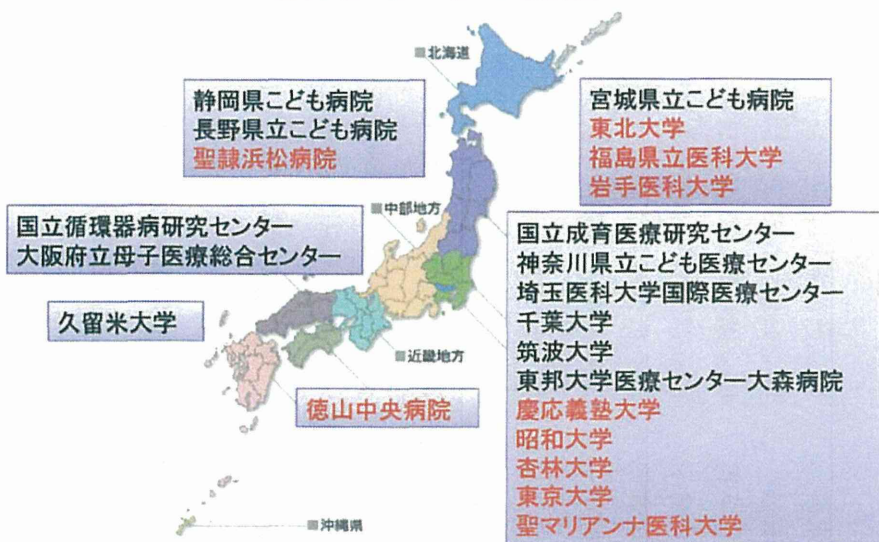 ■北海道
静岡県こども病院
長野県立こども病院
聖隷浜松病院
宮城県立こども病院
東北大学
福島県立医科大学
岩手医科大学
■中部地方
国立循環器病研究センター
大阪府立母子医療総合センター
国立成育医療研究センター
神奈川県立こども医療センター
埼玉医科大学国際医療センター
千葉大学
筑波大学
東邦大学医療センター大森病院
慶応義塾大学
昭和大学
杏林大学
東京大学
聖マリアンナ医科大学
久留米大学
■近畿地方
徳山中央病院
■沖縄県